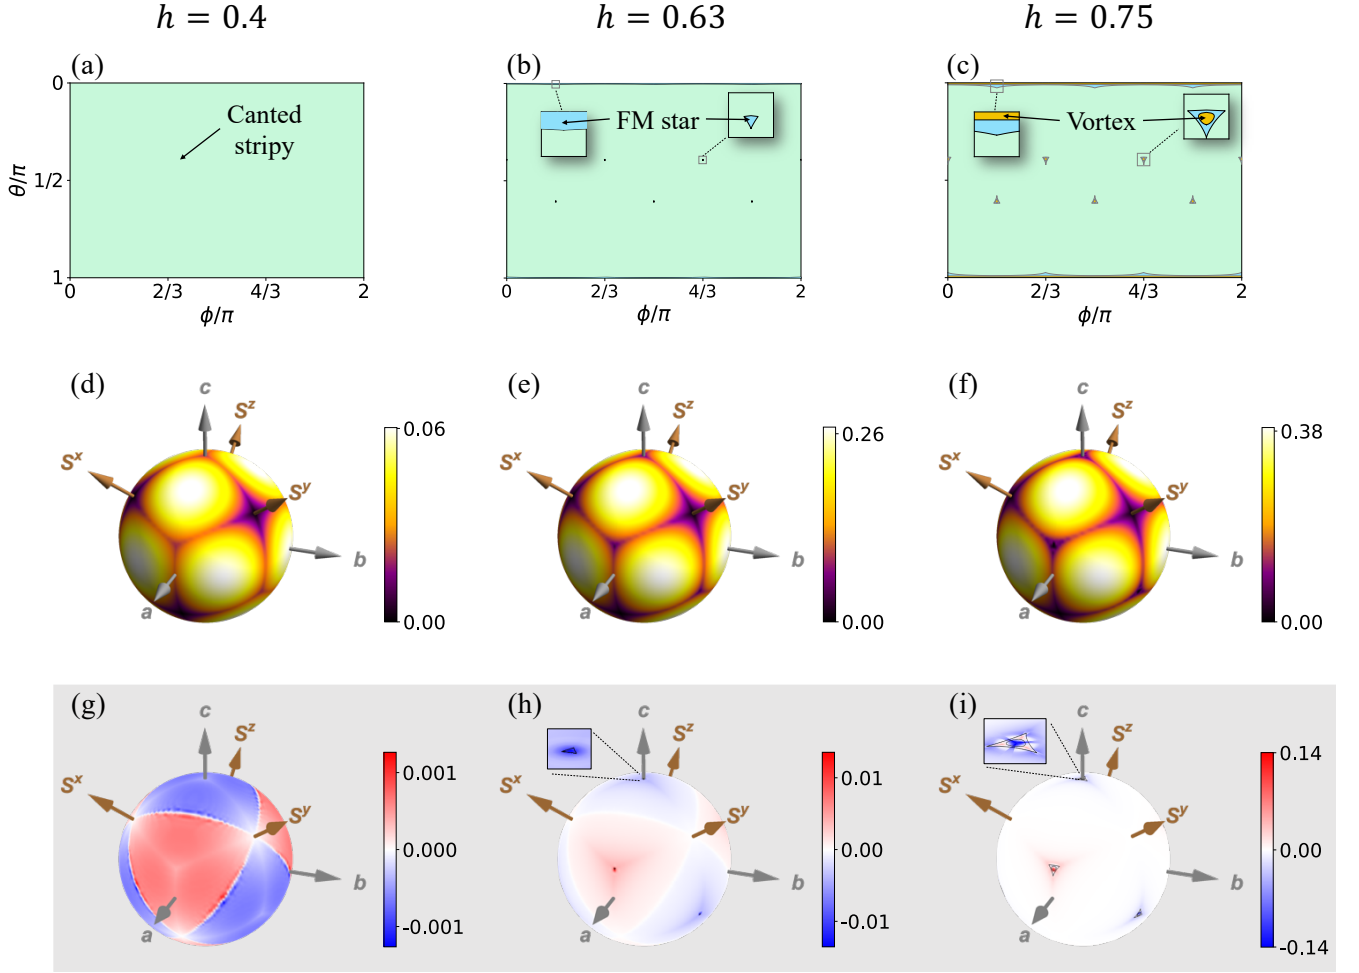 h = 0.4
h = 0.63
h = 0.75
(a)
(b)
(c)
0
1/2
1
θ/π
Canted
stripy
0
2/3
4/3
2
ϕ/π
FM star
0
2/3
4/3
2
ϕ/π
Vortex
0
2/3
4/3
2
ϕ/π
(d)
c
S^z
S^x
S^y
b
a
0.06
0.00
(e)
c
S^z
S^x
S^y
b
a
0.26
0.00
(f)
c
S^z
S^x
S^y
b
a
0.38
0.00
(g)
c
S^z
S^x
S^y
b
a
0.001
0.000
-0.001
(h)
c
S^z
S^x
S^y
b
a
0.01
0.00
-0.01
(i)
c
S^z
S^x
S^y
b
a
0.14
0.00
-0.14